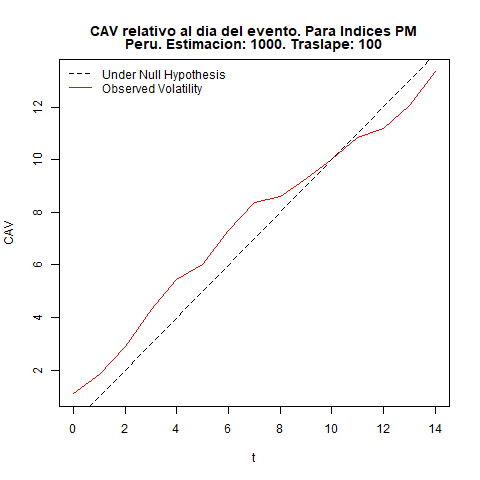 CAV relativo al dia del evento. Para Indices PM
Peru. Estimacion: 1000. Traslape: 100
Under Null Hypothesis
Observed Volatility
12
10
8
6
4
2
CAV
0 2 4 6 8 10 12 14
t